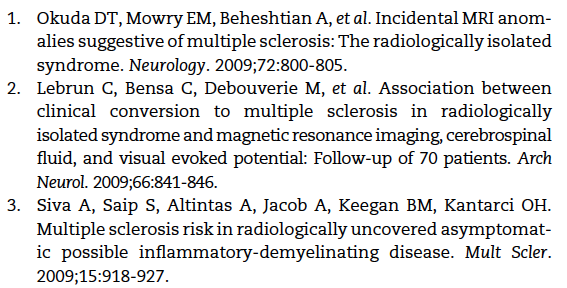 1. Okuda DT, Mowry EM, Beheshtian A, et al. Incidental MRI anom-
alies suggestive of multiple sclerosis: The radiologically isolated
syndrome. Neurology. 2009;72:800-805.
2. Lebrun C, Bensa C, Debouverie M, et al. Association between
clinical conversion to multiple sclerosis in radiologically
isolated syndrome and magnetic resonance imaging, cerebrospinal
fluid, and visual evoked potential: Follow-up of 70 patients. Arch
Neurol. 2009;66:841-846.
3. Siva A, Saip S, Altintas A, Jacob A, Keegan BM, Kantarci OH.
Multiple sclerosis risk in radiologically uncovered asymptomat-
ic possible inflammatory-demyelinating disease. Mult Scler.
2009;15:918-927.